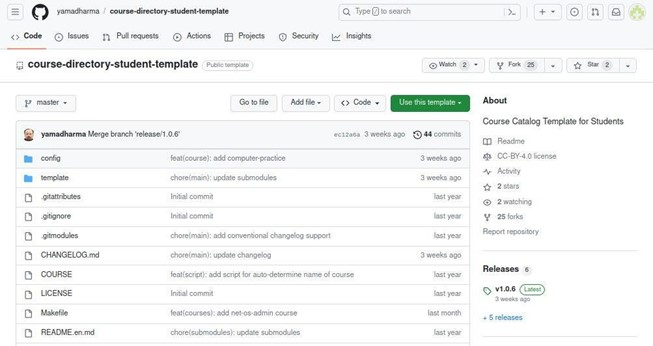 yamadharma / course-directory-student-template
Type / to search
Code Issues Pull requests Actions Projects Security Insights
course-directory-student-template Public template
Watch 2 Fork 25 Star 2
master Go to file Add file Code Use this template
yamadharma Merge branch 'release/1.0.6' ec12a6a 3 weeks ago 44 commits
config feat(course): add computer-practice 3 weeks ago
template chore(main): update submodules 3 weeks ago
.gitattributes Initial commit last year
.gitignore Initial commit last year
.gitmodules chore(main): add conventional changelog support last year
CHANGELOG.md chore(main): update changelog 3 weeks ago
COURSE feat(script): add script for auto-determine name of course last year
LICENSE Initial commit last year
Makefile feat(courses): add net-os-admin course last month
README.en.md chore(submodules): update submodules last year
About
Course Catalog Template for Students
Readme
CC-BY-4.0 license
Activity
2 stars
2 watching
25 forks
Report repository
Releases 6
v1.0.6 Latest
3 weeks ago
+ 5 releases